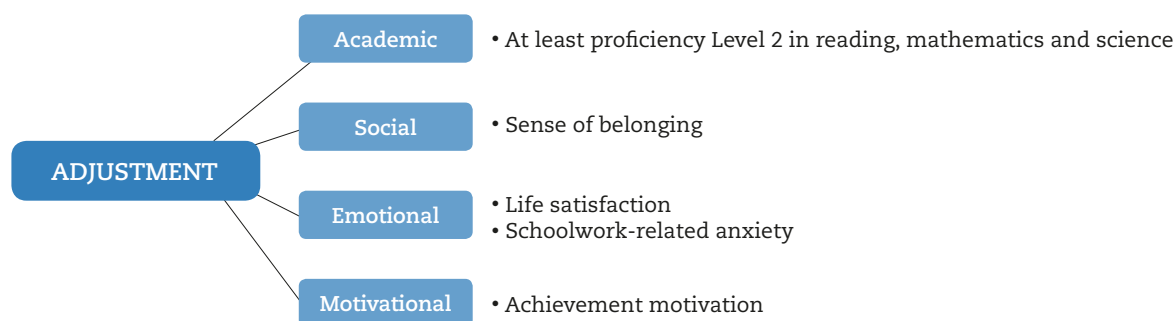 ADJUSTMENT
Academic
• At least proficiency Level 2 in reading, mathematics and science
Social
• Sense of belonging
Emotional
• Life satisfaction
• Schoolwork-related anxiety
Motivational
• Achievement motivation